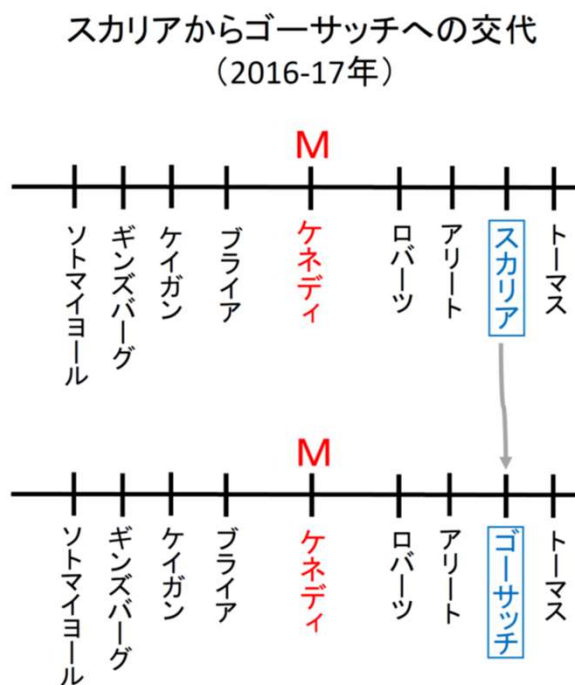 スカリアからゴーサッチへの交代
（2016-17年）
M
ソトマイヨール
ギンズバーグ
ケイガン
ブライア
ケネディ
ロバーツ
アリート
スカリア
トーマス
M
ソトマイヨール
ギンズバーグ
ケイガン
ブライア
ケネディ
ロバーツ
アリート
ゴーサッチ
トーマス